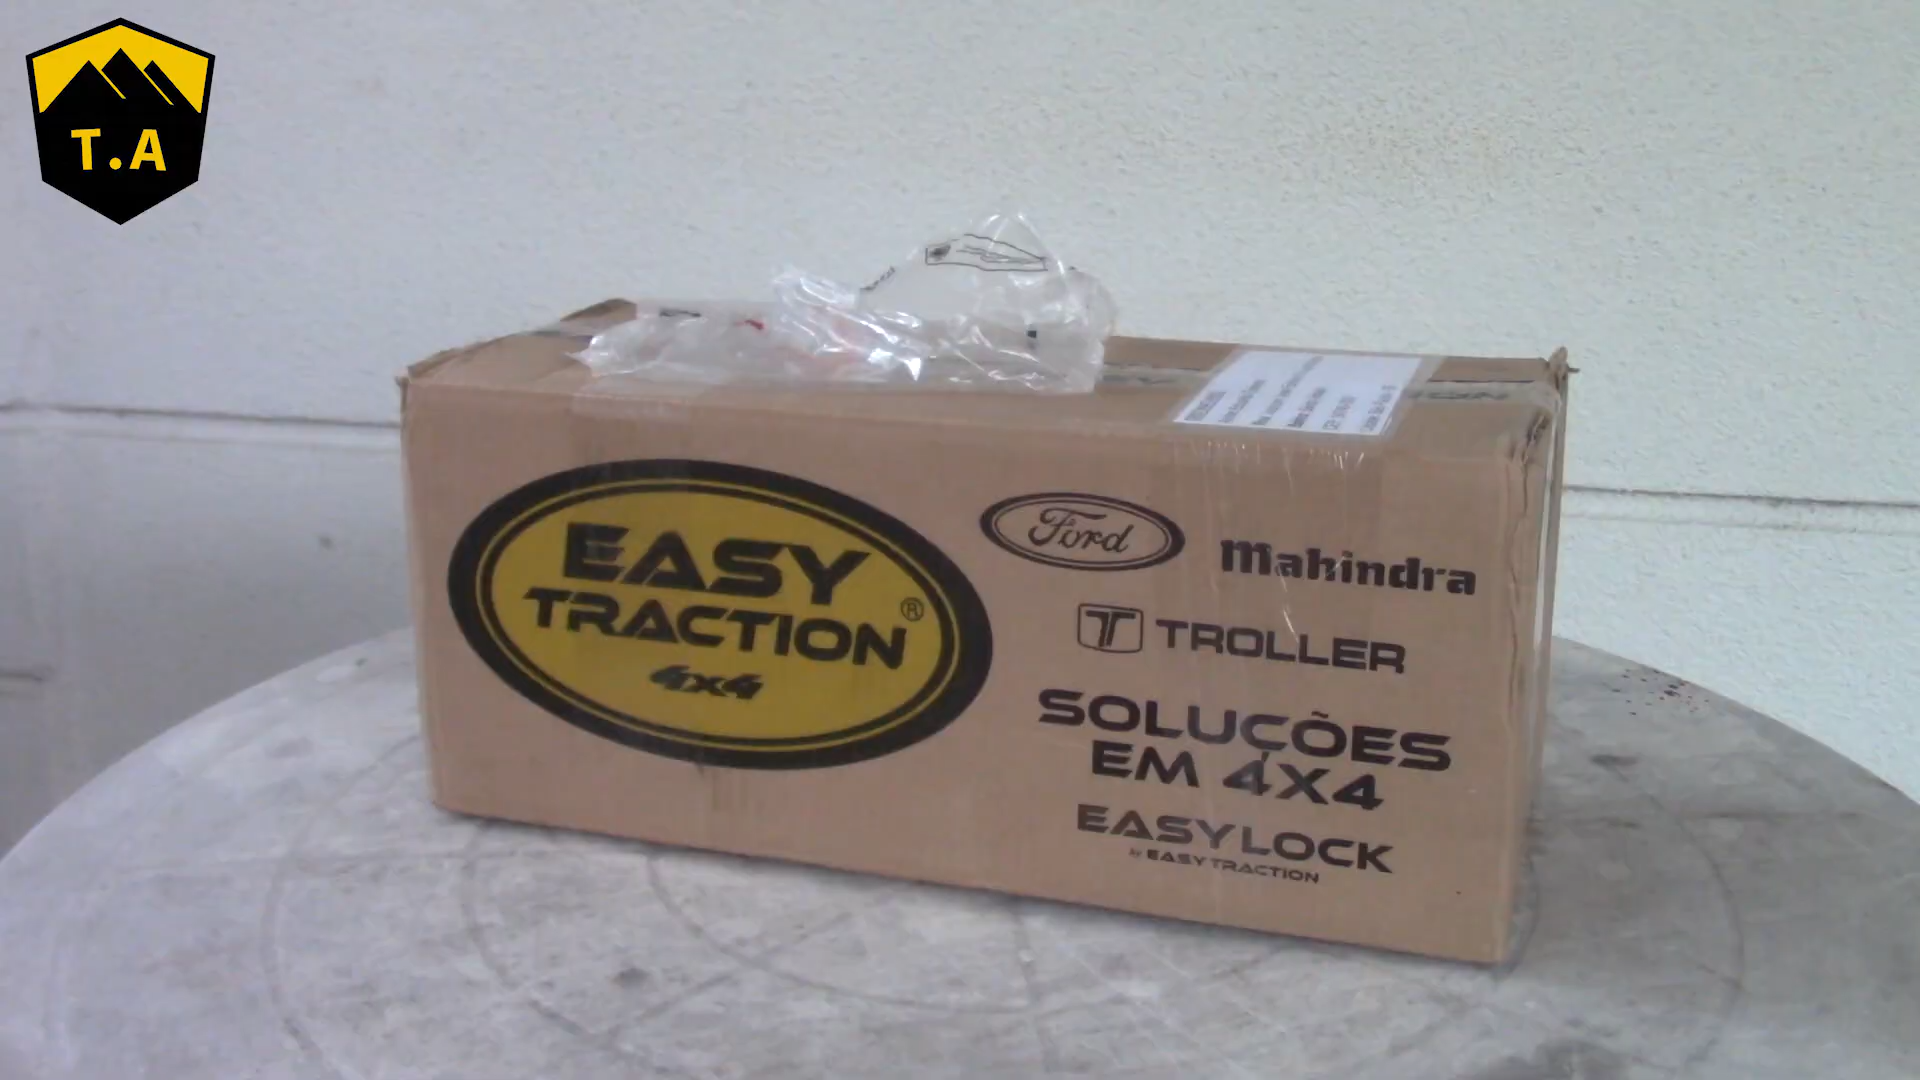 T.A
EASY
TRACTION®
4x4
Ford
Mahindra
T TROLLER
SOLUÇÕES
EM 4X4
EASYLOCK
by EASY TRACTION